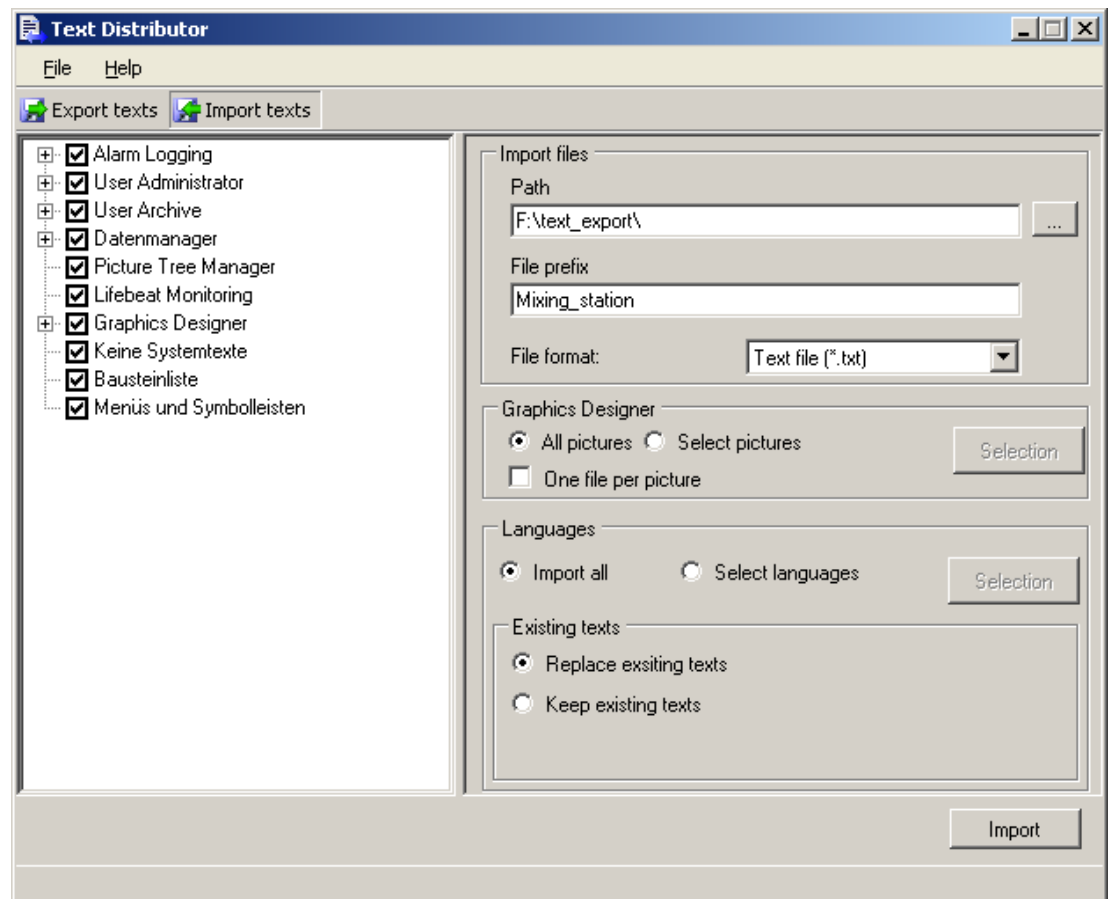 Text Distributor
File Help
Export texts Import texts
Alarm Logging
User Administrator
User Archive
Datenmanager
Picture Tree Manager
Lifebeat Monitoring
Graphics Designer
Keine Systemtexte
Bausteinliste
Menüs und Symbolleisten
Import files
Path
F:\text_export\
...
File prefix
Mixing_station
File format: Text file (*.txt)
Graphics Designer
All pictures Select pictures
Selection
One file per picture
Languages
Import all Select languages
Selection
Existing texts
Replace exsiting texts
Keep existing texts
Import